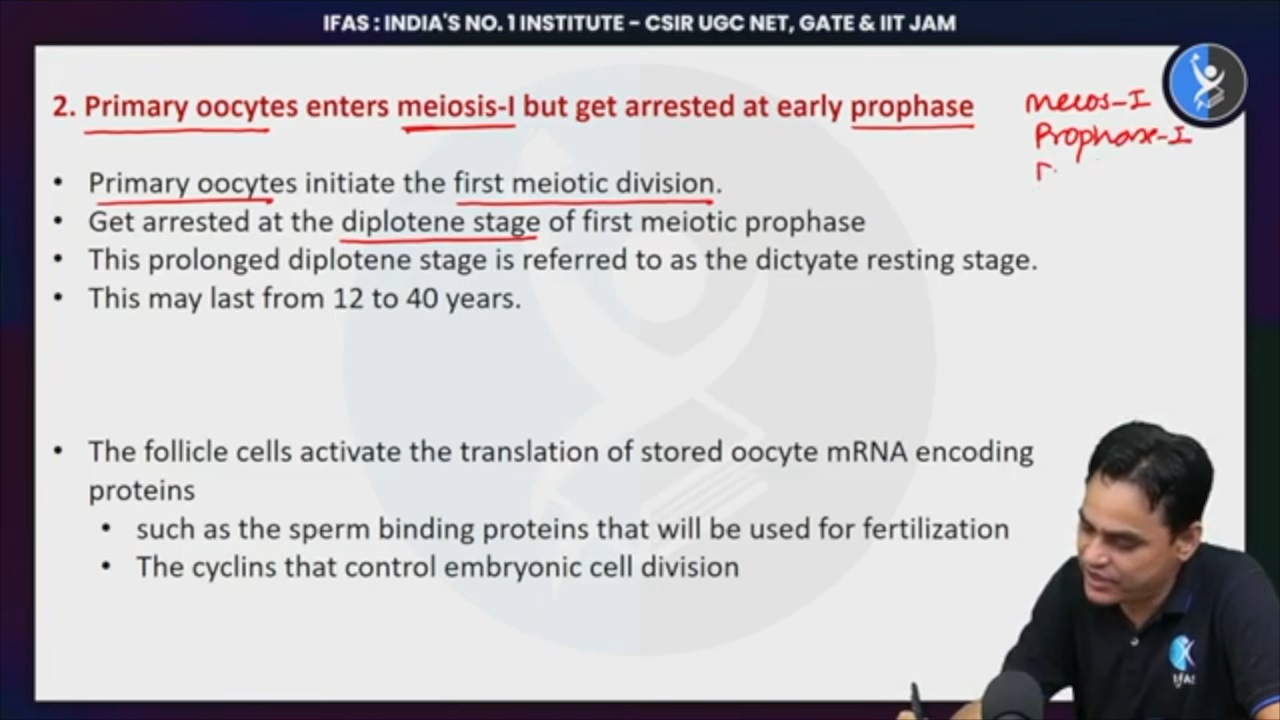 IFAS : INDIA'S NO. 1 INSTITUTE – CSIR UGC NET, GATE & IIT JAM
2. Primary oocytes enters meiosis-I but get arrested at early prophase
meios-I
Prophase-I
• Primary oocytes initiate the first meiotic division.
• Get arrested at the diplotene stage of first meiotic prophase
• This prolonged diplotene stage is referred to as the dictyate resting stage.
• This may last from 12 to 40 years.
• The follicle cells activate the translation of stored oocyte mRNA encoding
proteins
• such as the sperm binding proteins that will be used for fertilization
• The cyclins that control embryonic cell division
IFAS